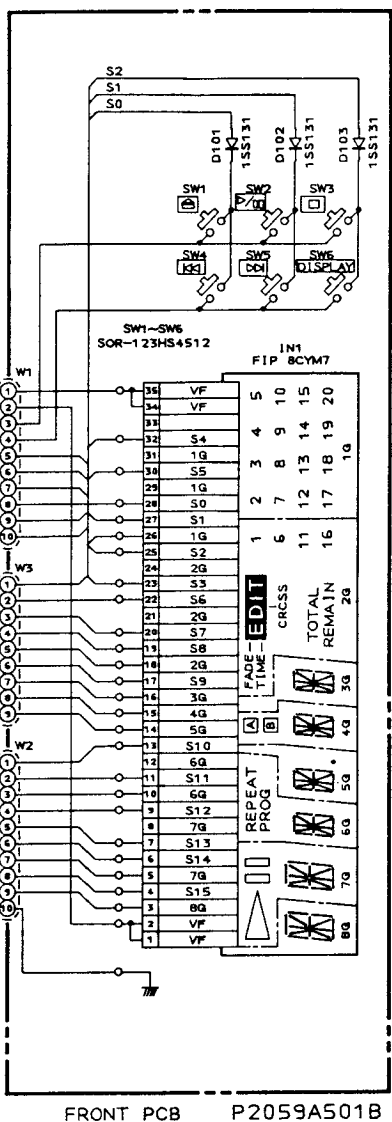 S2
S1
S0
D101
1SS131
D102
1SS131
D103
1SS131
SW1
SW2
SW3
SW4
SW5
SW6
DISPLAY
SW1~SW6
SOR-123HS4512
IN1
FIP 8CYM7
W1
1
2
3
4
5
6
7
8
9
10
W3
1
2
3
4
5
6
7
8
9
W2
1
2
3
4
5
6
7
8
9
10
35 VF
34 VF
33
32 S4
31 1G
30 S5
29 1G
28 S0
27 S1
26 1G
25 S2
24 2G
23 S3
22 S6
21 2G
20 S7
19 S8
18 2G
17 S9
16 3G
15 4G
14 5G
13 S10
12 6G
11 S11
10 6G
9 S12
8 7G
7 S13
6 S14
5 7G
4 S15
3 8G
2 VF
1 VF
1 2 3 4 5
6 7 8 9 10
11 12 13 14 15
16 17 18 19 20
FADE- EDIT
TIME-
CRCSS
TOTAL
REMAIN
A B
REPEAT
PROG
1G
2G
3G
4G
5G
6G
7G
8G
FRONT PCB P2059A501B